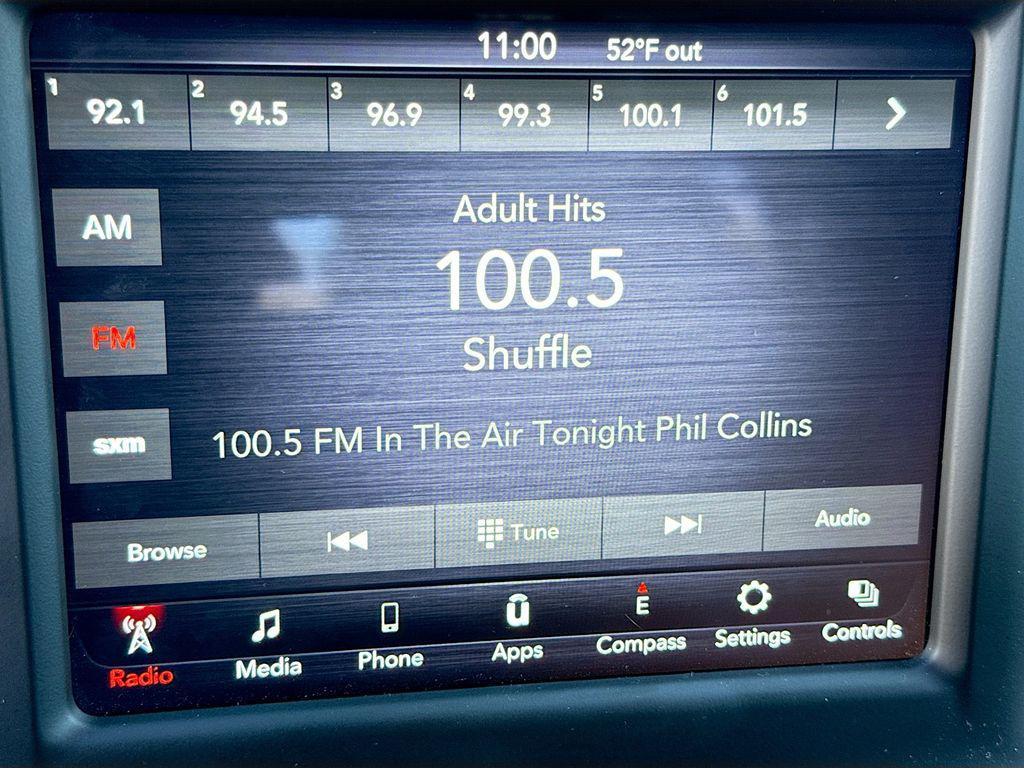 11:00 52°F out
1 92.1 2 94.5 3 96.9 4 99.3 5 100.1 6 101.5
Adult Hits
AM
100.5
FM
Shuffle
sxm
100.5 FM In The Air Tonight Phil Collins
Browse Tune Audio
E
Radio Media Phone Apps Compass Settings Controls